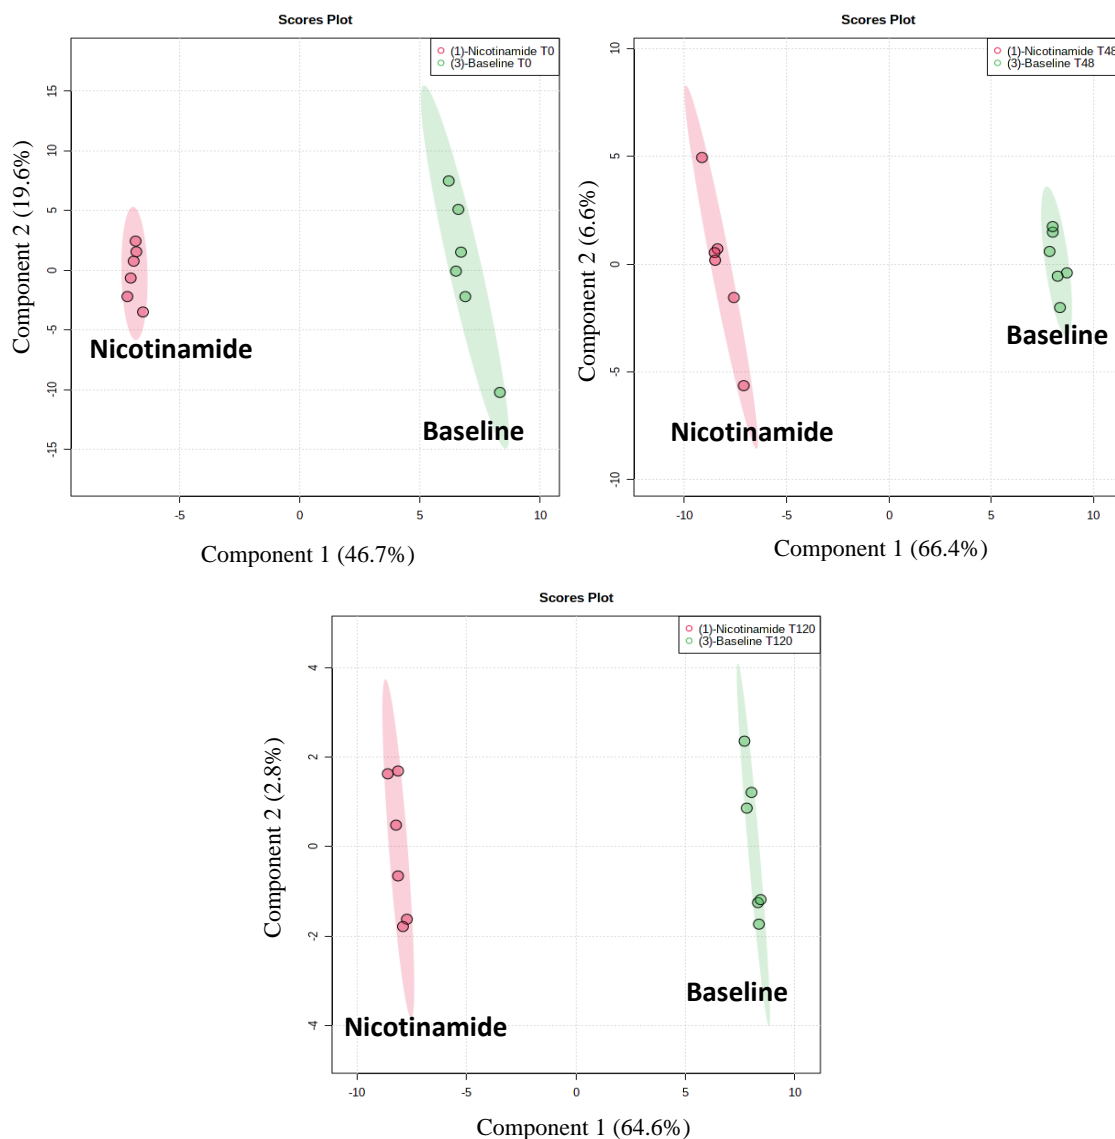 Scores Plot
(1)-Nicotinamide T0
(3)-Baseline T0
Component 2 (19.6%)
15
10
5
0
-5
-10
-15
Nicotinamide
Baseline
-5
0
5
10
Component 1 (46.7%)
Scores Plot
(1)-Nicotinamide T48
(3)-Baseline T48
Component 2 (6.6%)
10
5
0
-5
-10
Baseline
Nicotinamide
-10
-5
0
5
10
Component 1 (66.4%)
Scores Plot
(1)-Nicotinamide T120
(3)-Baseline T120
Component 2 (2.8%)
4
2
0
-2
-4
Baseline
Nicotinamide
-10
-5
0
5
10
Component 1 (64.6%)